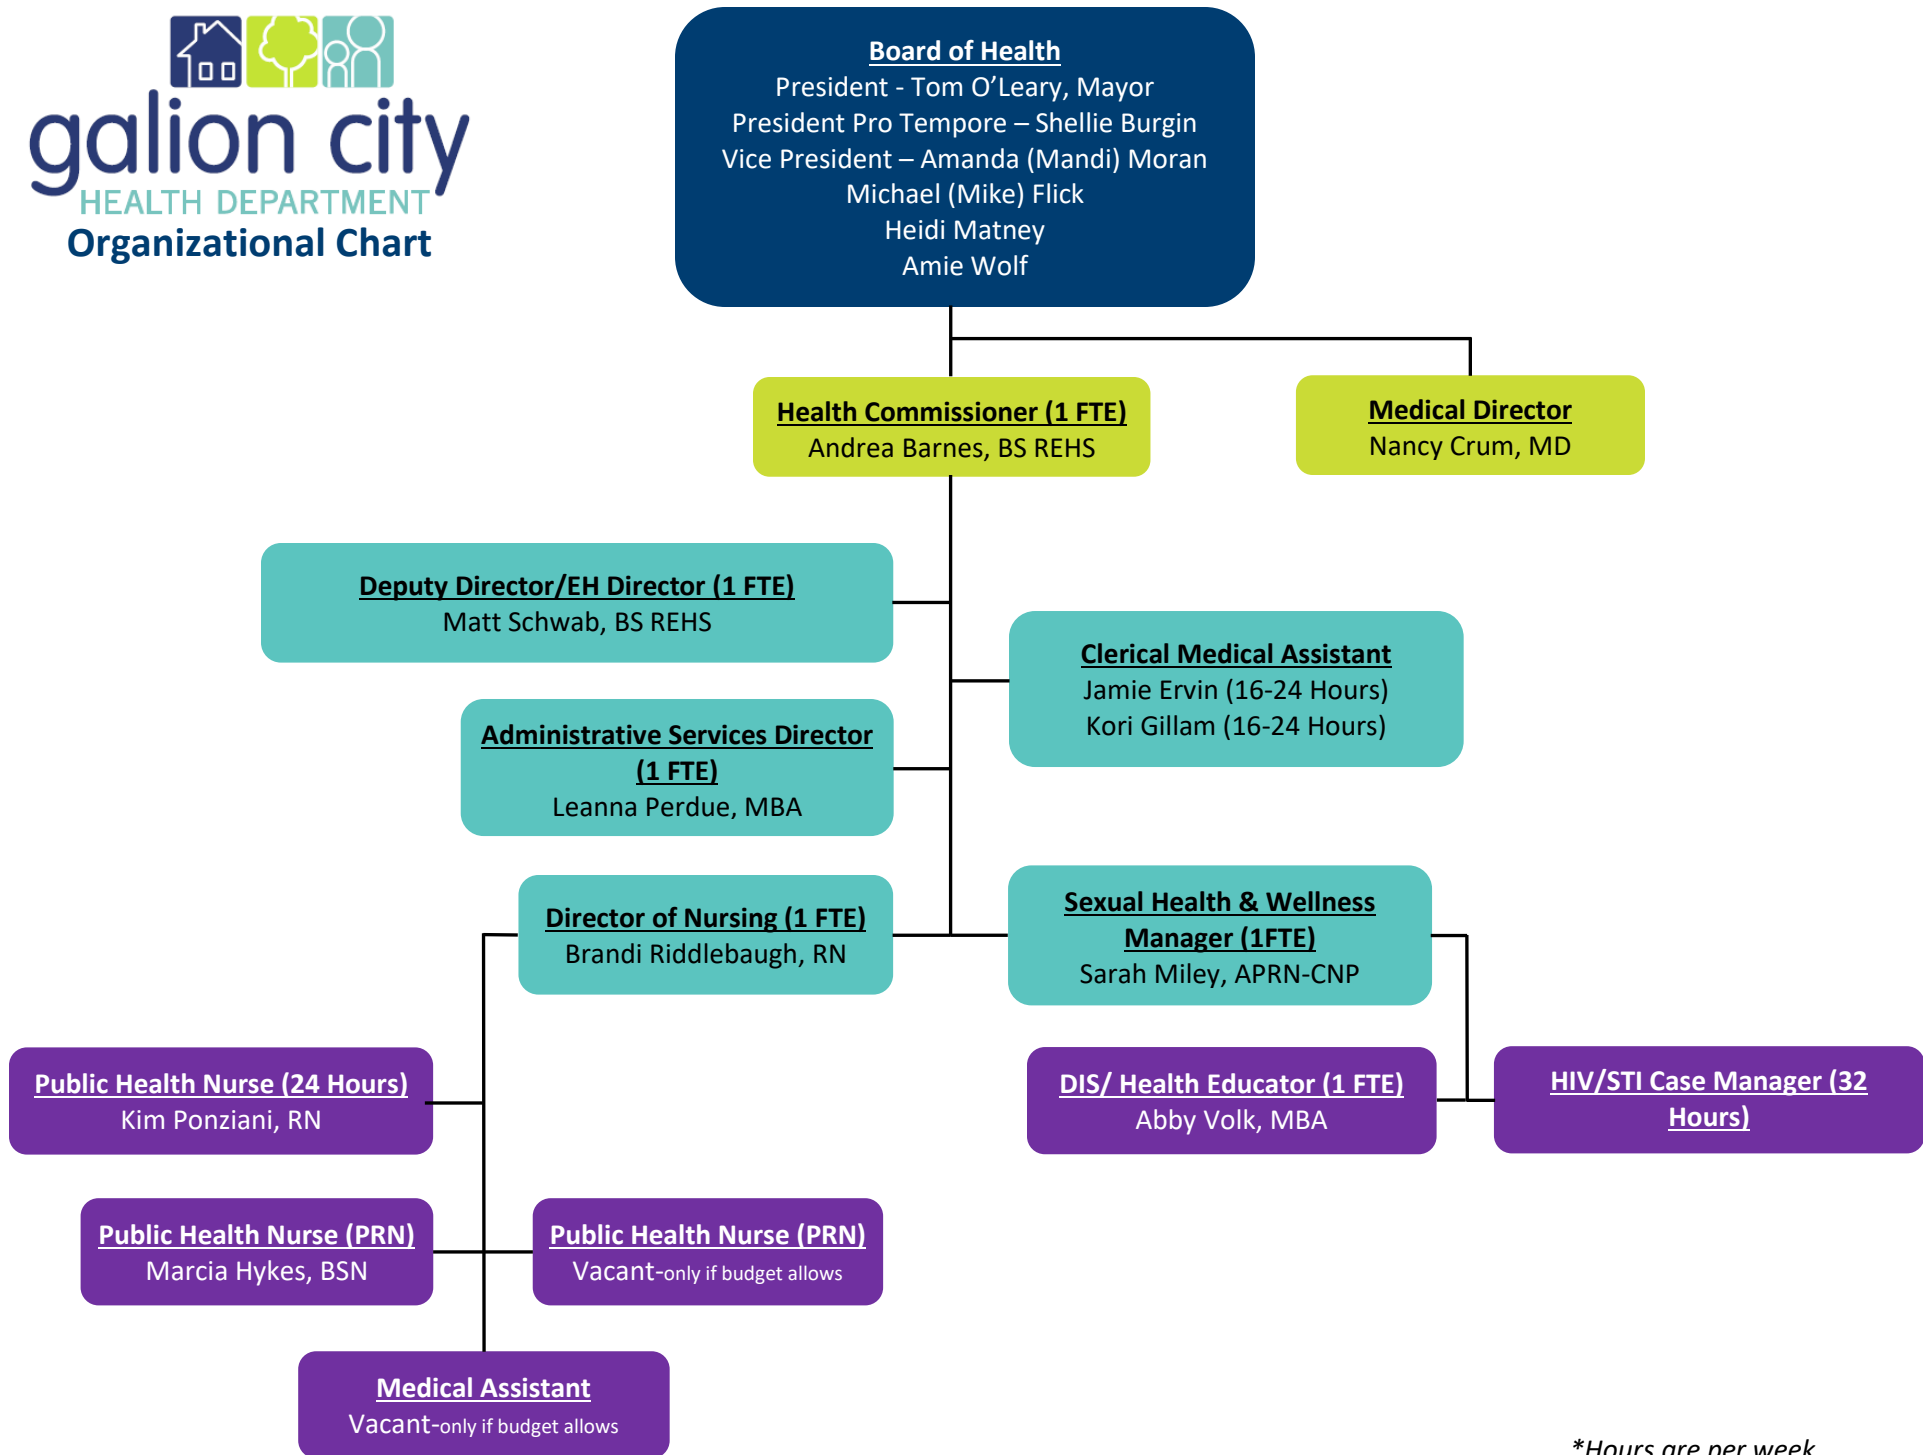 galion city
HEALTH DEPARTMENT
Organizational Chart
Board of Health
President - Tom O’Leary, Mayor
President Pro Tempore – Shellie Burgin
Vice President – Amanda (Mandi) Moran
Michael (Mike) Flick
Heidi Matney
Amie Wolf
Health Commissioner (1 FTE)
Andrea Barnes, BS REHS
Medical Director
Nancy Crum, MD
Deputy Director/EH Director (1 FTE)
Matt Schwab, BS REHS
Clerical Medical Assistant
Jamie Ervin (16-24 Hours)
Kori Gillam (16-24 Hours)
Administrative Services Director
(1 FTE)
Leanna Perdue, MBA
Director of Nursing (1 FTE)
Brandi Riddlebaugh, RN
Sexual Health & Wellness
Manager (1FTE)
Sarah Miley, APRN-CNP
Public Health Nurse (24 Hours)
Kim Ponziani, RN
DIS/ Health Educator (1 FTE)
Abby Volk, MBA
HIV/STI Case Manager (32
Hours)
Public Health Nurse (PRN)
Marcia Hykes, BSN
Public Health Nurse (PRN)
Vacant-only if budget allows
Medical Assistant
Vacant-only if budget allows
*Hours are per week